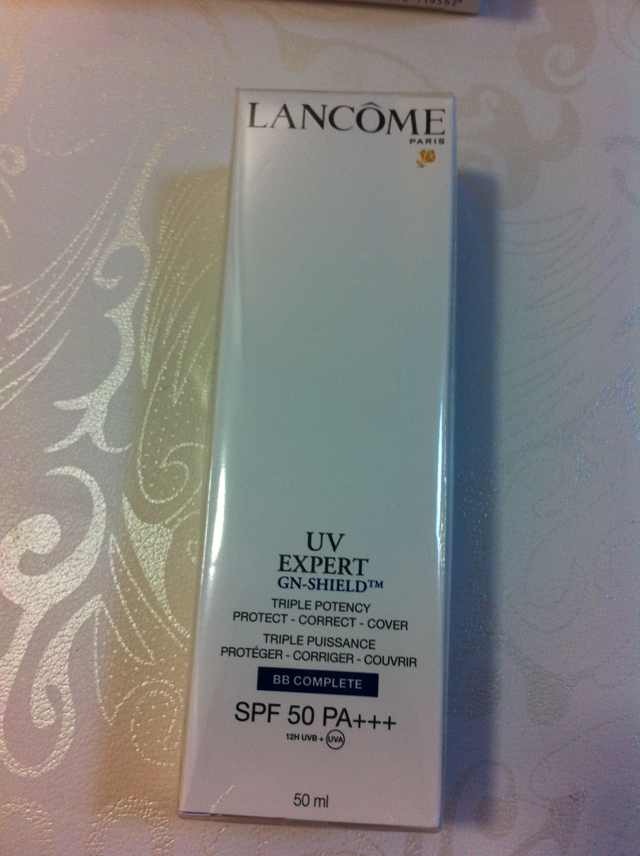 LANCÔME
PARIS
UV
EXPERT
GN-SHIELD™
TRIPLE POTENCY
PROTECT - CORRECT - COVER
TRIPLE PUISSANCE
PROTÉGER - CORRIGER - COUVRIR
BB COMPLETE
SPF 50 PA+++
12H UVB + UVA
50 ml